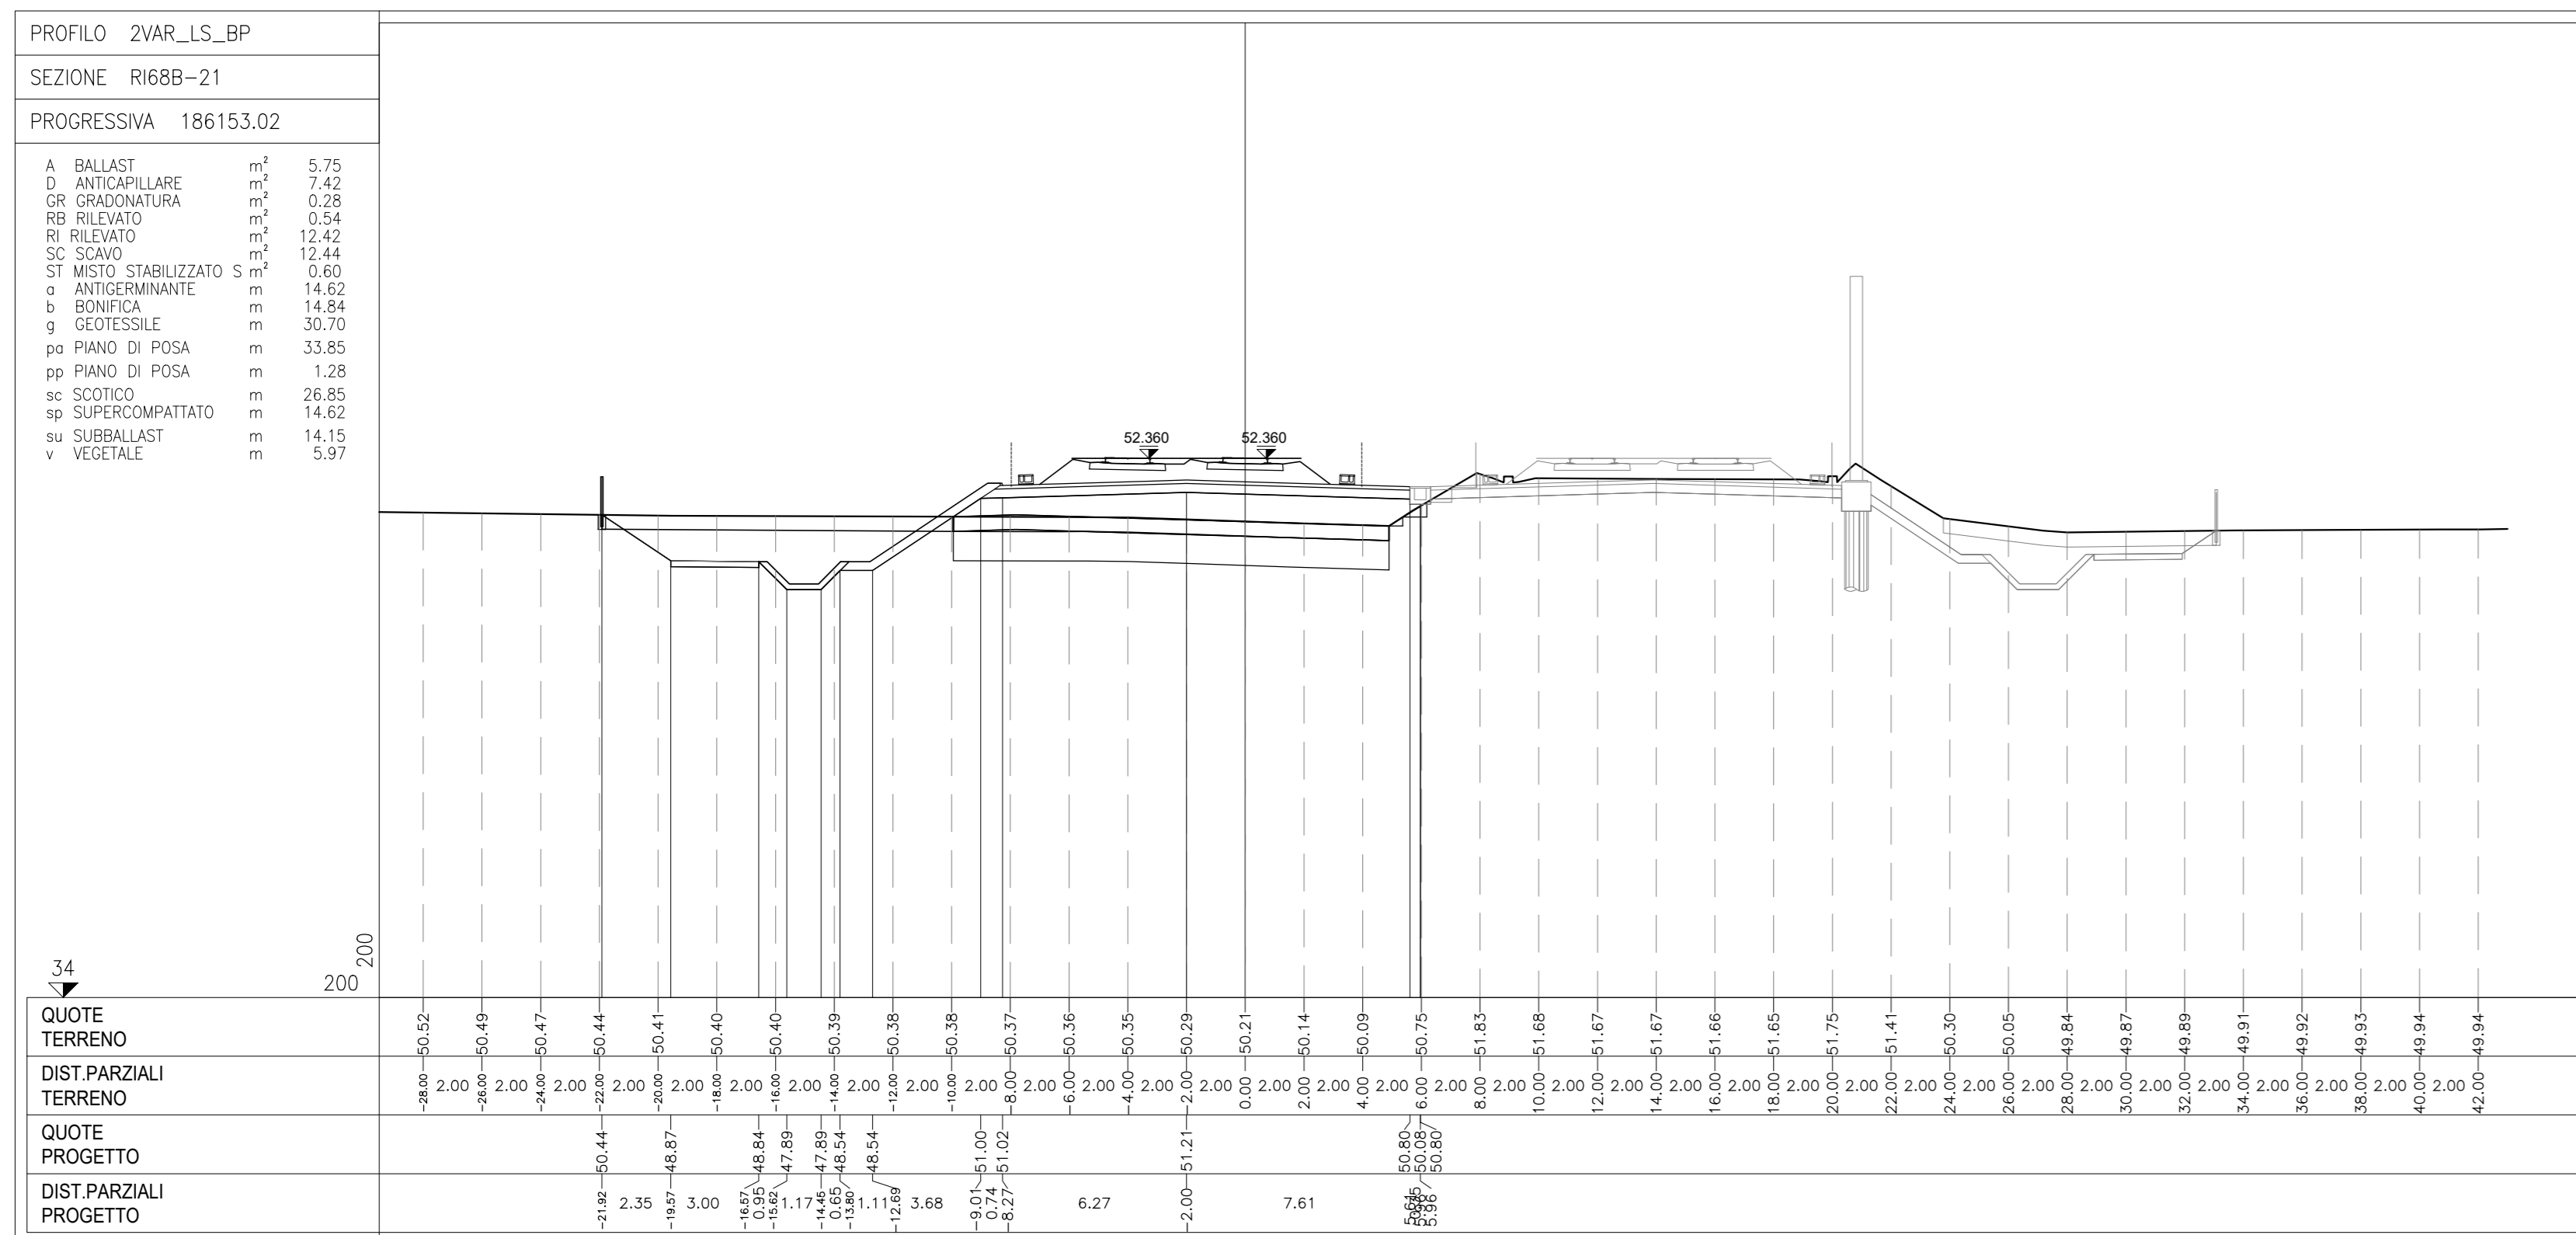 PROFILO 2VAR_LS_BP
SEZIONE RI68B-21
PROGRESSIVA 186153.02
A BALLAST m² 5.75
D ANTICAPILLARE m² 7.42
GR GRADONATURA m² 0.28
RB RILEVATO m² 0.54
RI RILEVATO m² 12.42
SC SCAVO m² 12.44
ST MISTO STABILIZZATO S m² 0.60
a ANTIGERMINANTE m 14.62
b BONIFICA m 14.84
g GEOTESSILE m 30.70
pa PIANO DI POSA m 33.85
pp PIANO DI POSA m 1.28
sc SCOTICO m 26.85
sp SUPERCOMPATTATO m 14.62
su SUBBALLAST m 14.15
v VEGETALE m 5.97
52.360 52.360
200
34 200
QUOTE TERRENO
50.52 50.49 50.47 50.44 50.41 50.40 50.40 50.39 50.38 50.38 50.37 50.36 50.35 50.29 50.21 50.14 50.09 50.75 51.83 51.68 51.67 51.67 51.66 51.65 51.75 51.41 50.30 50.05 49.84 49.87 49.89 49.91 49.92 49.93 49.94 49.94
DIST.PARZIALI TERRENO
-28.00 2.00 -26.00 2.00 -24.00 2.00 -22.00 2.00 -20.00 2.00 -18.00 2.00 -16.00 2.00 -14.00 2.00 -12.00 2.00 -10.00 2.00 -8.00 2.00 -6.00 2.00 -4.00 2.00 -2.00 2.00 0.00 2.00 2.00 2.00 4.00 2.00 6.00 2.00 8.00 2.00 10.00 2.00 12.00 2.00 14.00 2.00 16.00 2.00 18.00 2.00 20.00 2.00 22.00 2.00 24.00 2.00 26.00 2.00 28.00 2.00 30.00 2.00 32.00 2.00 34.00 2.00 36.00 2.00 38.00 2.00 40.00 2.00 42.00
QUOTE PROGETTO
50.44 48.87 48.84 47.89 47.89 48.54 48.54 51.00 51.02 51.21 50.80 50.08 50.80
DIST.PARZIALI PROGETTO
-21.92 2.35 -19.57 3.00 -16.57 0.95 -15.62 1.17 -14.45 0.65 -13.80 1.11 -12.69 3.68 -9.01 0.74 -8.27 6.27 -2.00 7.61 5.61 5.96